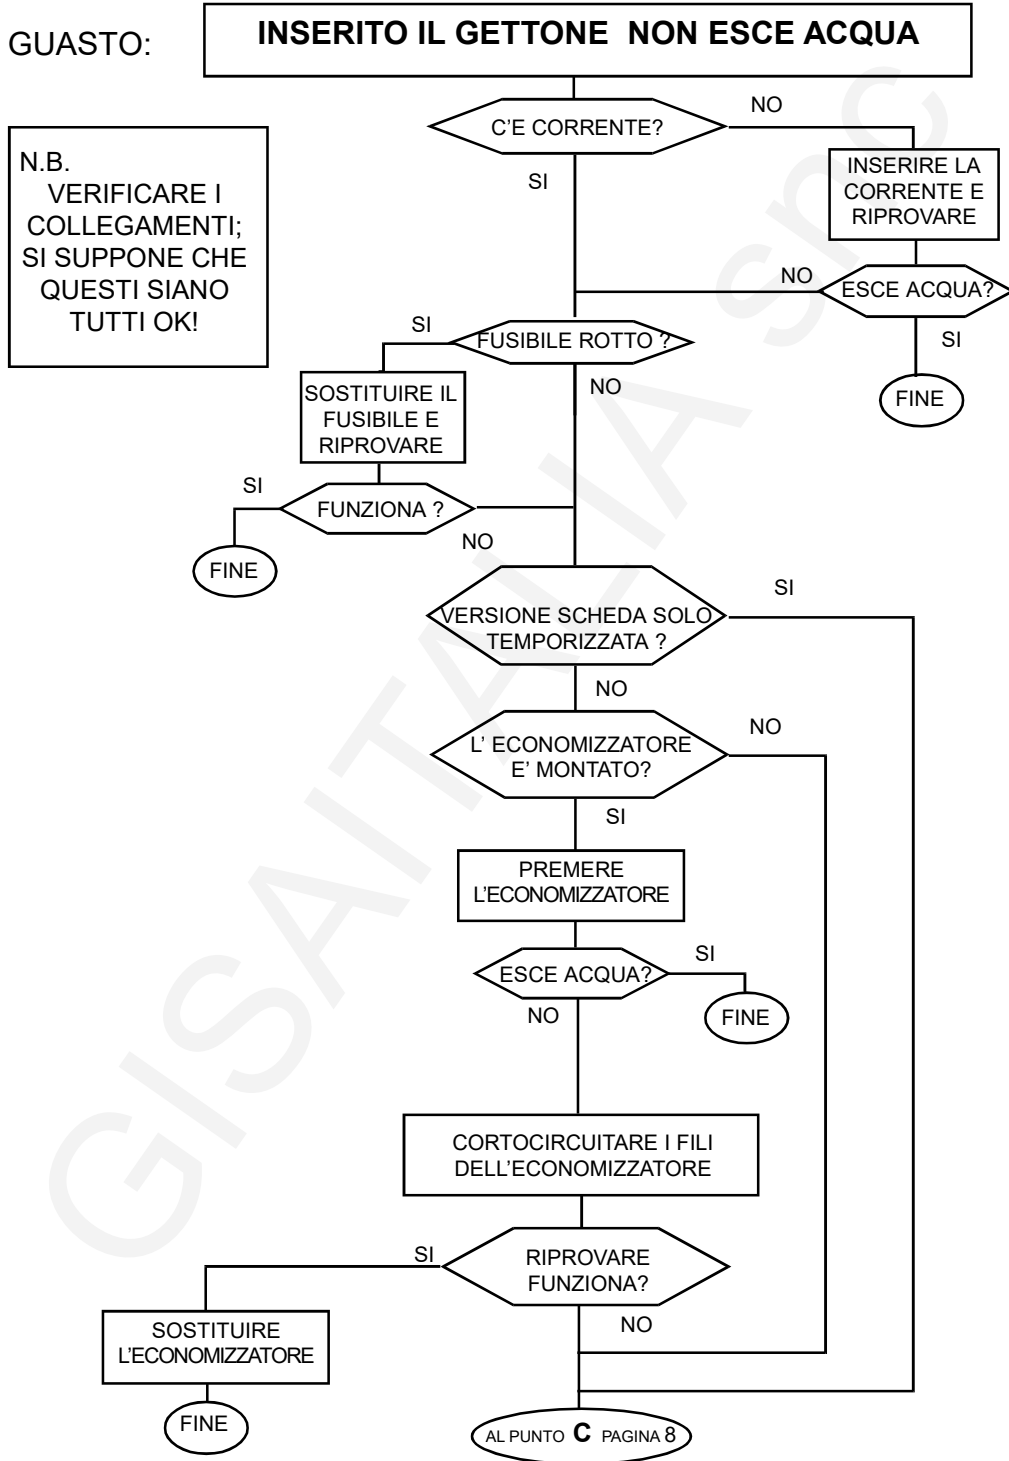 GUASTO:
INSERITO IL GETTONE NON ESCE ACQUA
N.B.
VERIFICARE I
COLLEGAMENTI;
SI SUPPONE CHE
QUESTI SIANO
TUTTI OK!
C'E CORRENTE?
NO
SI
INSERIRE LA
CORRENTE E
RIPROVARE
NO
ESCE ACQUA?
SI
FINE
SI
FUSIBILE ROTTO ?
NO
SOSTITUIRE IL
FUSIBILE E
RIPROVARE
SI
FUNZIONA ?
NO
FINE
VERSIONE SCHEDA SOLO
TEMPORIZZATA ?
SI
NO
L' ECONOMIZZATORE
E' MONTATO?
NO
SI
PREMERE
L'ECONOMIZZATORE
ESCE ACQUA?
SI
NO
FINE
CORTOCIRCUITARE I FILI
DELL'ECONOMIZZATORE
SI
RIPROVARE
FUNZIONA?
NO
SOSTITUIRE
L'ECONOMIZZATORE
FINE
AL PUNTO C PAGINA 8
GISAITALIA snc